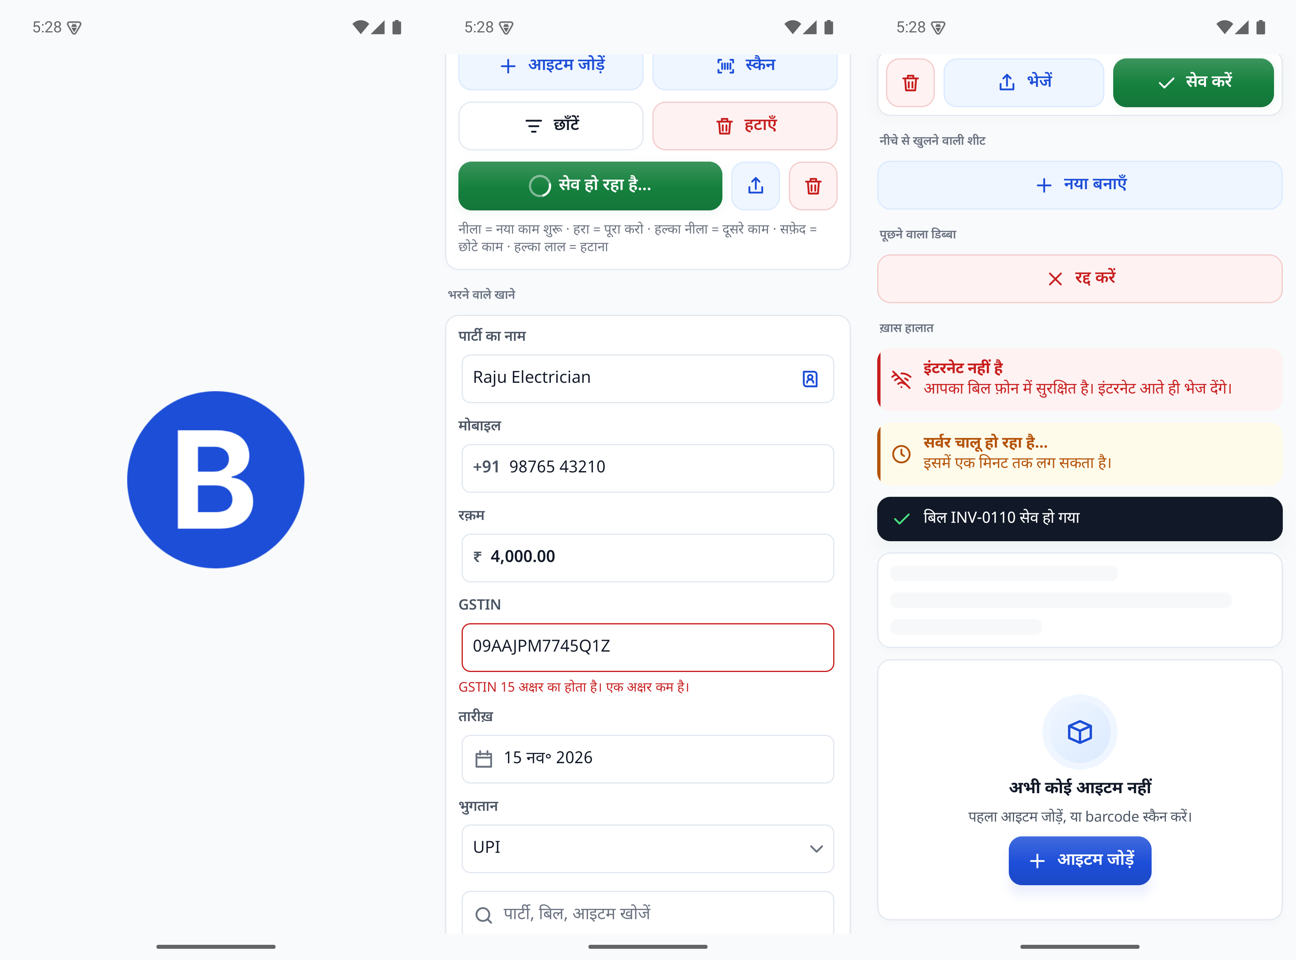 5:28
B
5:28
आइटम जोड़ें
स्कैन
छाँटें
हटाएँ
सेव हो रहा है...
नीला = नया काम शुरू · हरा = पूरा करो · हल्का नीला = दूसरे काम · सफ़ेद =
छोटे काम · हल्का लाल = हटाना
भरने वाले खाने
पार्टी का नाम
Raju Electrician
मोबाइल
+91 98765 43210
रक़म
₹ 4,000.00
GSTIN
09AAJPM7745Q1Z
GSTIN 15 अक्षर का होता है। एक अक्षर कम है।
तारीख़
15 नव॰ 2026
भुगतान
UPI
पार्टी, बिल, आइटम खोजें
5:28
भेजें
सेव करें
नीचे से खुलने वाली शीट
नया बनाएँ
पूछने वाला डिब्बा
रद्द करें
ख़ास हालात
इंटरनेट नहीं है
आपका बिल फ़ोन में सुरक्षित है। इंटरनेट आते ही भेज देंगे।
सर्वर चालू हो रहा है...
इसमें एक मिनट तक लग सकता है।
बिल INV-0110 सेव हो गया
अभी कोई आइटम नहीं
पहला आइटम जोड़ें, या barcode स्कैन करें।
आइटम जोड़ें